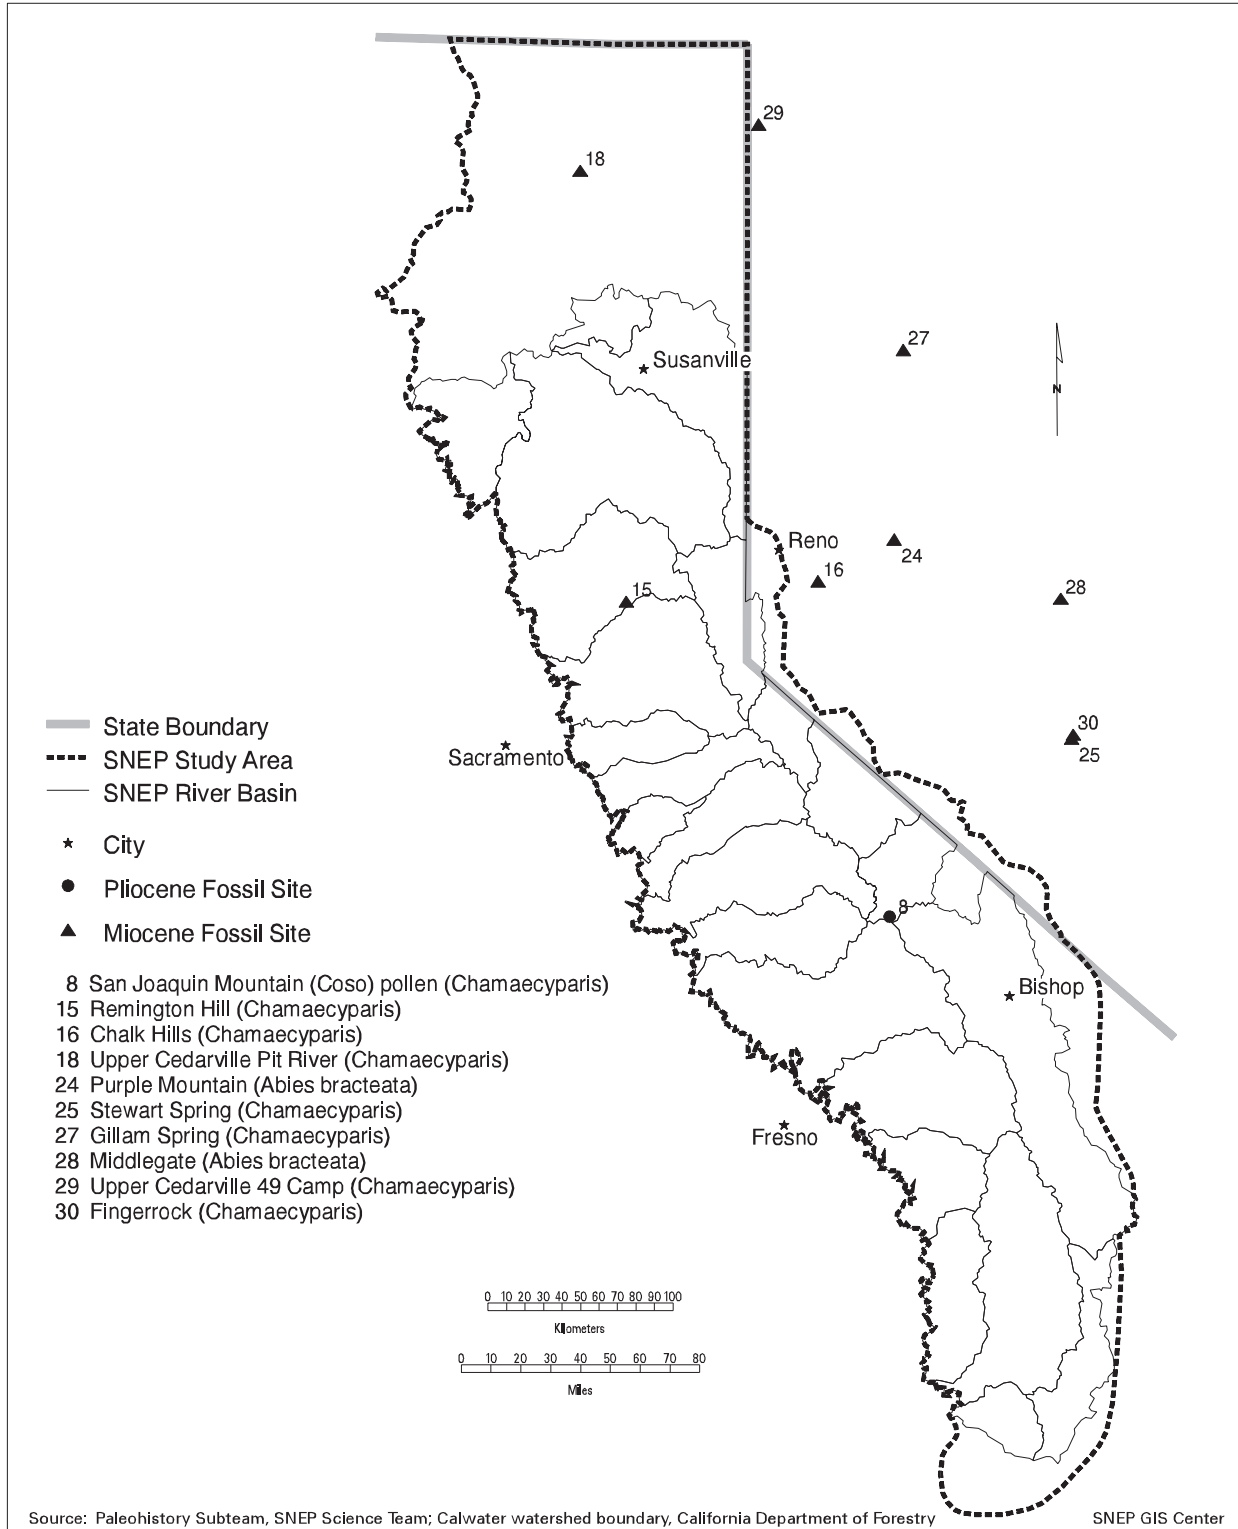 29
18
27
Susanville
N
Reno
24
16
28
15
30
25
State Boundary
SNEP Study Area
SNEP River Basin
Sacramento
City
Pliocene Fossil Site
Miocene Fossil Site
8
Bishop
8 San Joaquin Mountain (Coso) pollen (Chamaecyparis)
15 Remington Hill (Chamaecyparis)
16 Chalk Hills (Chamaecyparis)
18 Upper Cedarville Pit River (Chamaecyparis)
24 Purple Mountain (Abies bracteata)
25 Stewart Spring (Chamaecyparis)
27 Gillam Spring (Chamaecyparis)
28 Middlegate (Abies bracteata)
29 Upper Cedarville 49 Camp (Chamaecyparis)
30 Fingerrock (Chamaecyparis)
Fresno
0 10 20 30 40 50 60 70 80 90 100
Kilometers
0 10 20 30 40 50 60 70 80
Miles
Source: Paleohistory Subteam, SNEP Science Team; Calwater watershed boundary, California Department of Forestry
SNEP GIS Center